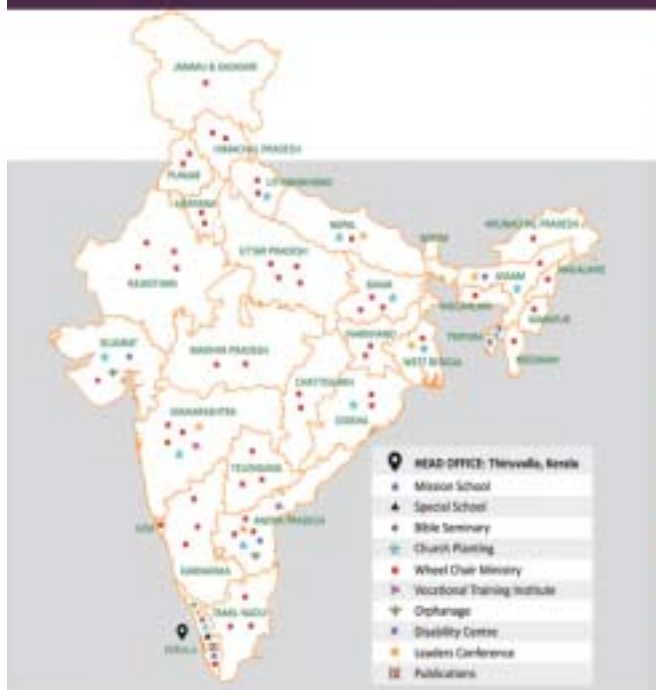 JAMMU & KASHMIR
HIMACHAL PRADESH
PUNJAB
UTTARAKHAND
HARYANA
NEPAL
SIKKIM
ARUNACHAL PRADESH
UTTAR PRADESH
RAJASTHAN
ASSAM
NAGALAND
BIHAR
MEGHALAYA
MANIPUR
JHARKHAND
TRIPURA
GUJARAT
MADHYA PRADESH
WEST BENGAL
MIZORAM
ODISHA
MAHARASHTRA
TELENGANA
GOA
ANDHRA PRADESH
KARNATAKA
TAMIL NADU
KERALA
HEAD OFFICE: Thiruvalla, Kerala
Mission School
Special School
Bible Seminary
Church Planting
Wheel Chair Ministry
Vocational Training Institute
Orphanage
Disability Centre
Leaders Conference
Publications